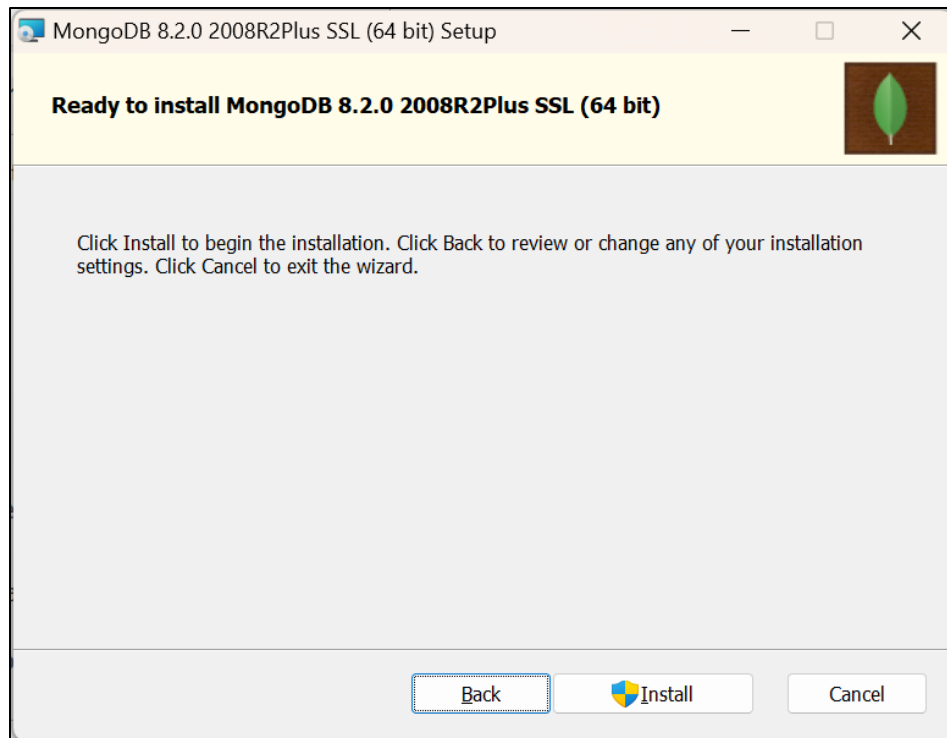 MongoDB 8.2.0 2008R2Plus SSL (64 bit) Setup
Ready to install MongoDB 8.2.0 2008R2Plus SSL (64 bit)
Click Install to begin the installation. Click Back to review or change any of your installation
settings. Click Cancel to exit the wizard.
Back Install Cancel